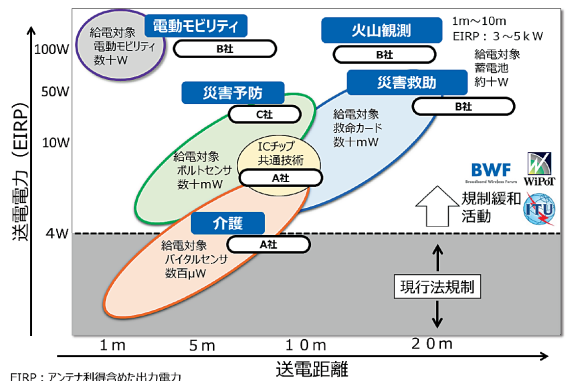 電動モビリティ
B社
給電対象
電動モビリティ
数十W
火山観測
B社
1m～10m
EIRP：３～５ｋW
給電対象
蓄電池
約十W
災害予防
C社
給電対象
ボルトセンサ
数十mW
災害救助
B社
給電対象
救命カード
数十mW
ICチップ
共通技術
A社
介護
A社
給電対象
バイタルセンサ
数百μW
BWF
Broadband Wireless Forum
WiPoT
ITU
規制緩和
活動
現行法規制
送電電力（EIRP）
100W
50W
10W
4W
１ｍ
５ｍ
１０ｍ
２０ｍ
送電距離
EIRP：アンテナ利得含めた出力電力